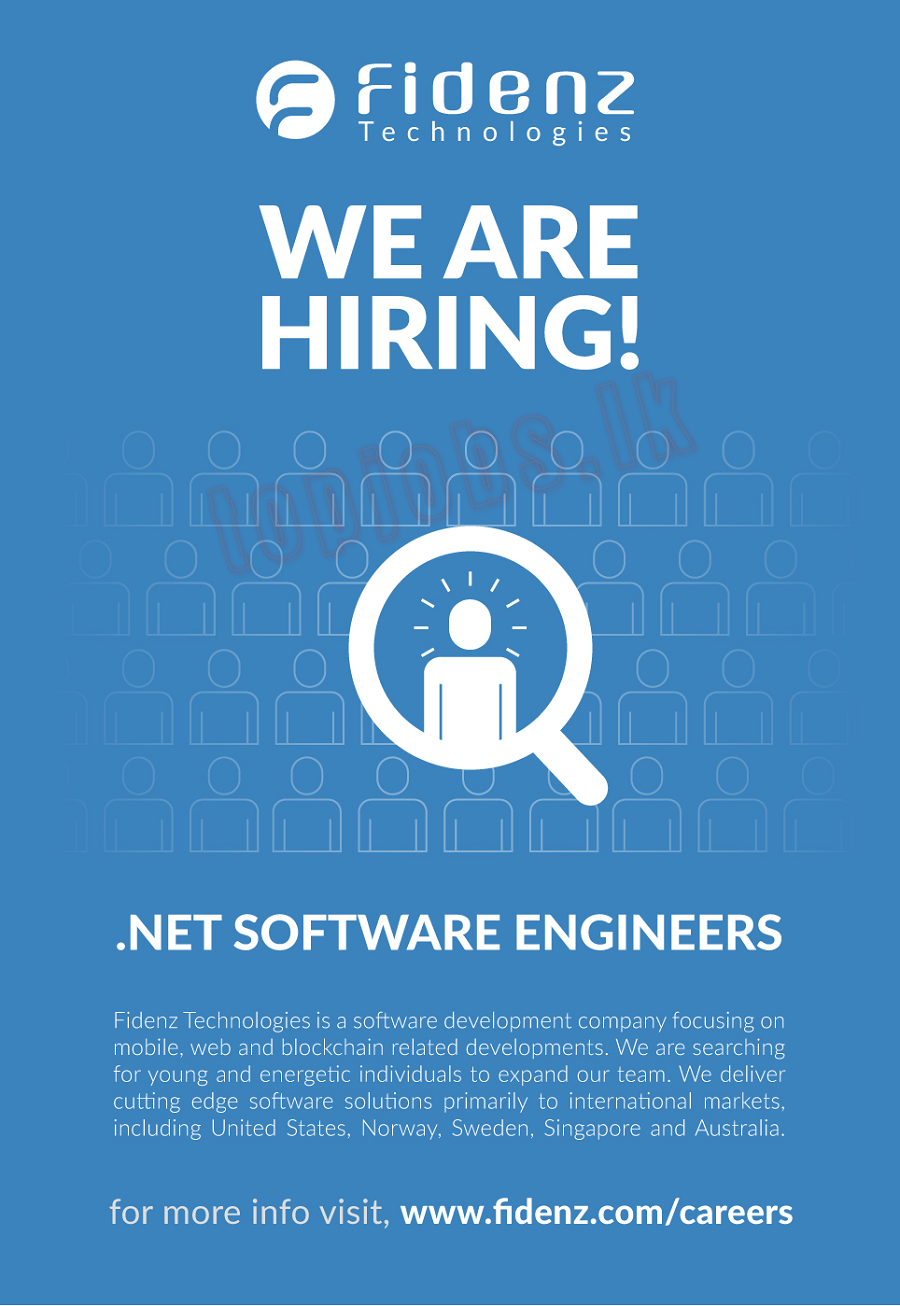 Fidenz
Technologies
WE ARE
HIRING!
topjobs.lk
.NET SOFTWARE ENGINEERS
Fidenz Technologies is a software development company focusing on
mobile, web and blockchain related developments. We are searching
for young and energetic individuals to expand our team. We deliver
cutting edge software solutions primarily to international markets,
including United States, Norway, Sweden, Singapore and Australia.
for more info visit, www.fidenz.com/careers